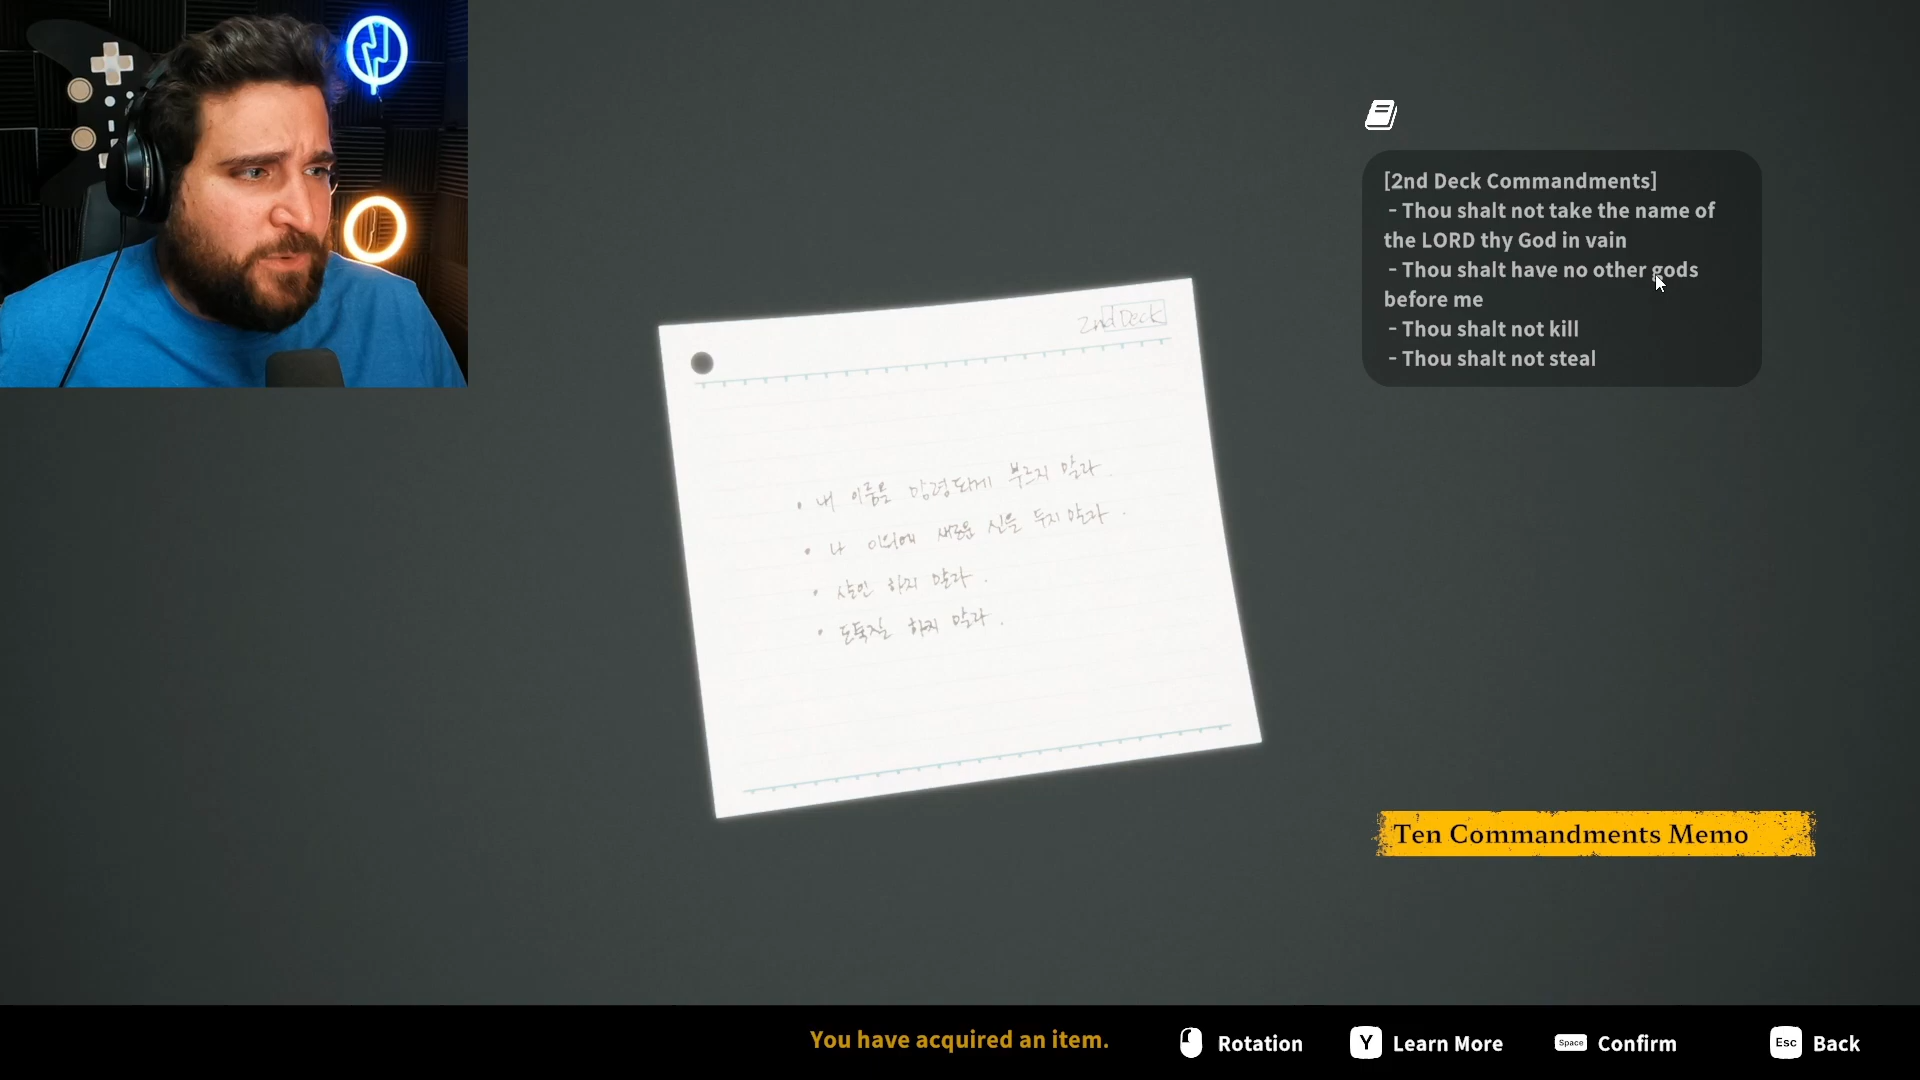 [2nd Deck Commandments]
- Thou shalt not take the name of
the LORD thy God in vain
- Thou shalt have no other gods
before me
- Thou shalt not kill
- Thou shalt not steal
2nd Deck
• 내 이름을 망령되게 부르지 말라.
• 나 이외에 새로운 신을 두지 말라.
• 살인 하지 말라.
• 도둑질 하지 말라.
Ten Commandments Memo
You have acquired an item.
Rotation
Y Learn More
Space Confirm
Esc Back